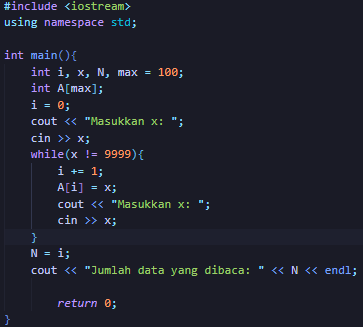 #include <iostream>
using namespace std;

int main(){
    int i, x, N, max = 100;
    int A[max];
    i = 0;
    cout << "Masukkan x: ";
    cin >> x;
    while(x != 9999){
        i += 1;
        A[i] = x;
        cout << "Masukkan x: ";
        cin >> x;
    }
    N = i;
    cout << "Jumlah data yang dibaca: " << N << endl;

        return 0;
}